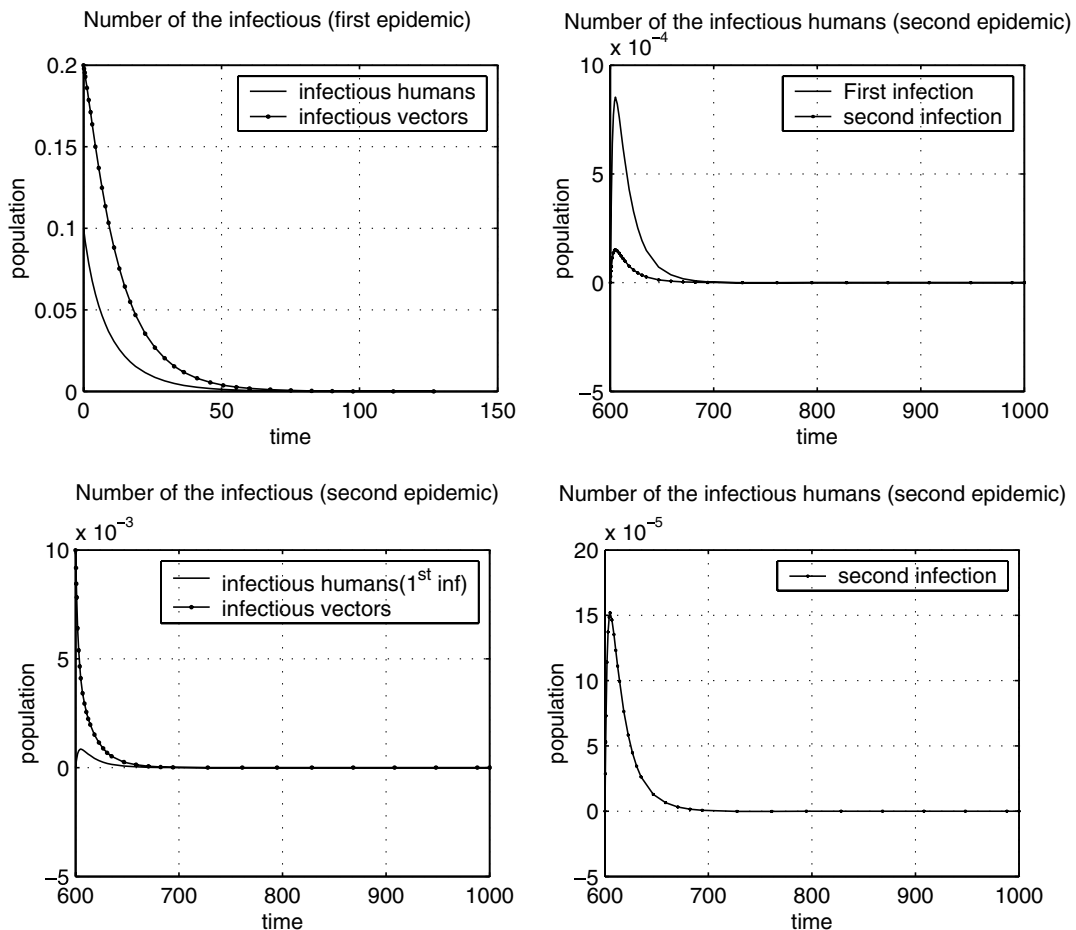 Number of the infectious (first epidemic)
0.2
0.15
0.1
0.05
0
population
infectious humans
infectious vectors
0
50
100
150
time
Number of the infectious humans (second epidemic)
x 10^−4
10
5
0
−5
population
First infection
second infection
600
700
800
900
1000
time
Number of the infectious (second epidemic)
x 10^−3
10
5
0
−5
population
infectious humans(1^st inf)
infectious vectors
600
700
800
900
1000
time
Number of the infectious humans (second epidemic)
x 10^−5
20
15
10
5
0
−5
population
second infection
600
700
800
900
1000
time